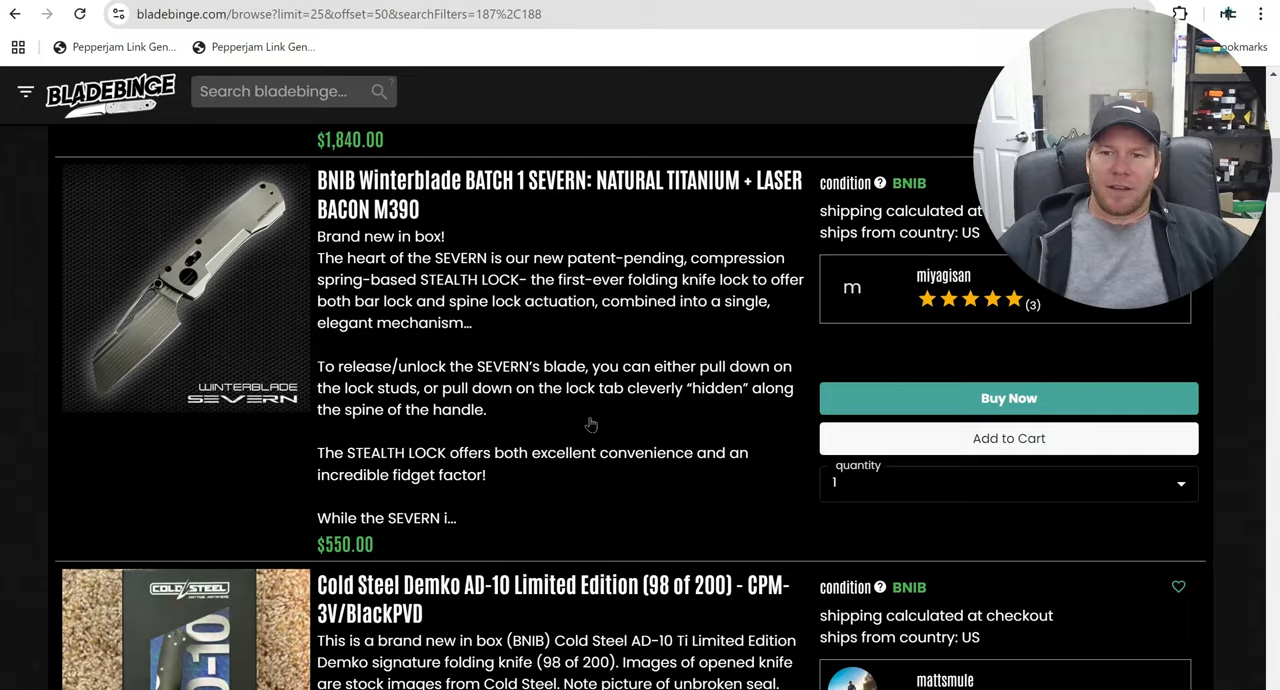 bladebinge.com/browse?limit=25&offset=50&searchFilters=187%2C188
Pepperjam Link Gen...
Pepperjam Link Gen...
ookmarks
BLADEBINGE
Search bladebinge...
$1,840.00
BNIB Winterblade BATCH 1 SEVERN: NATURAL TITANIUM + LASER
BACON M390
Brand new in box!
The heart of the SEVERN is our new patent-pending, compression
spring-based STEALTH LOCK- the first-ever folding knife lock to offer
both bar lock and spine lock actuation, combined into a single,
elegant mechanism...
To release/unlock the SEVERN's blade, you can either pull down on
the lock studs, or pull down on the lock tab cleverly “hidden” along
the spine of the handle.
The STEALTH LOCK offers both excellent convenience and an
incredible fidget factor!
While the SEVERN i...
$550.00
WINTERBLADE
SEVERN
condition ? BNIB
shipping calculated at
ships from country: US
m
miyagisan
(3)
Buy Now
Add to Cart
quantity
1
COLD STEEL
Cold Steel Demko AD-10 Limited Edition (98 of 200) - CPM-
3V/BlackPVD
This is a brand new in box (BNIB) Cold Steel AD-10 Ti Limited Edition
Demko signature folding knife (98 of 200). Images of opened knife
are stock images from Cold Steel. Note picture of unbroken seal.
condition ? BNIB
shipping calculated at checkout
ships from country: US
mattsmule